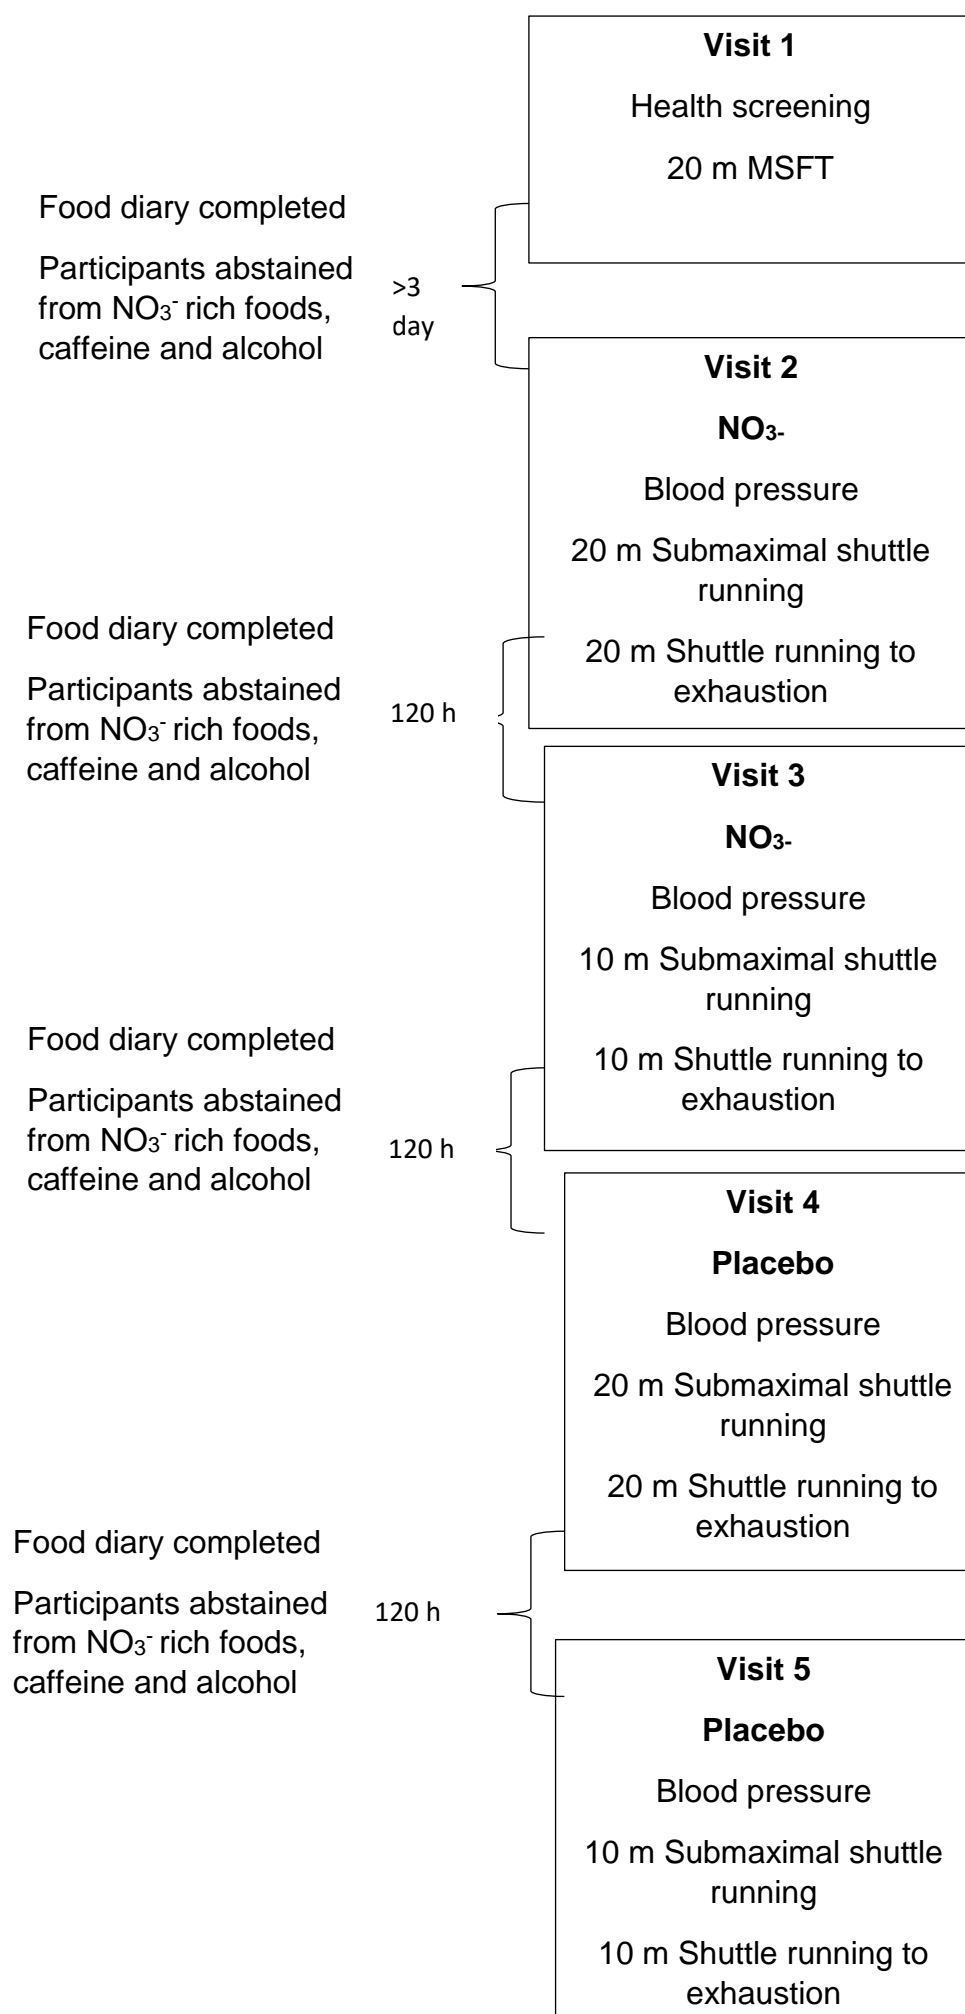 Visit 1
Health screening
20 m MSFT
Food diary completed
Participants abstained
from NO₃⁻ rich foods,
caffeine and alcohol
>3
day
Visit 2
NO₃₋
Blood pressure
20 m Submaximal shuttle
running
20 m Shuttle running to
exhaustion
Food diary completed
Participants abstained
from NO₃⁻ rich foods,
caffeine and alcohol
120 h
Visit 3
NO₃₋
Blood pressure
10 m Submaximal shuttle
running
10 m Shuttle running to
exhaustion
Food diary completed
Participants abstained
from NO₃⁻ rich foods,
caffeine and alcohol
120 h
Visit 4
Placebo
Blood pressure
20 m Submaximal shuttle
running
20 m Shuttle running to
exhaustion
Food diary completed
Participants abstained
from NO₃⁻ rich foods,
caffeine and alcohol
120 h
Visit 5
Placebo
Blood pressure
10 m Submaximal shuttle
running
10 m Shuttle running to
exhaustion